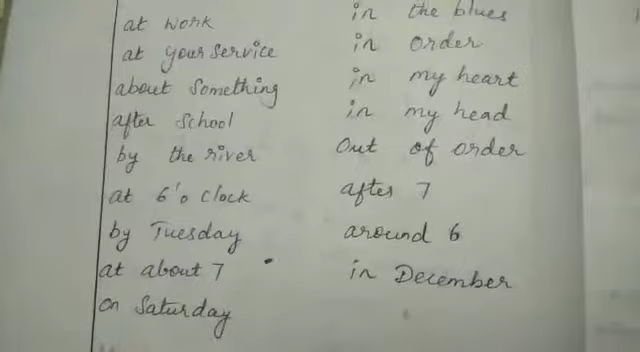 at work
at your service
about something
after school
by the river
at 6'o clock
by Tuesday
at about 7
on Saturday
in the blues
in order
in my heart
in my head
Out of order
after 7
around 6
in December